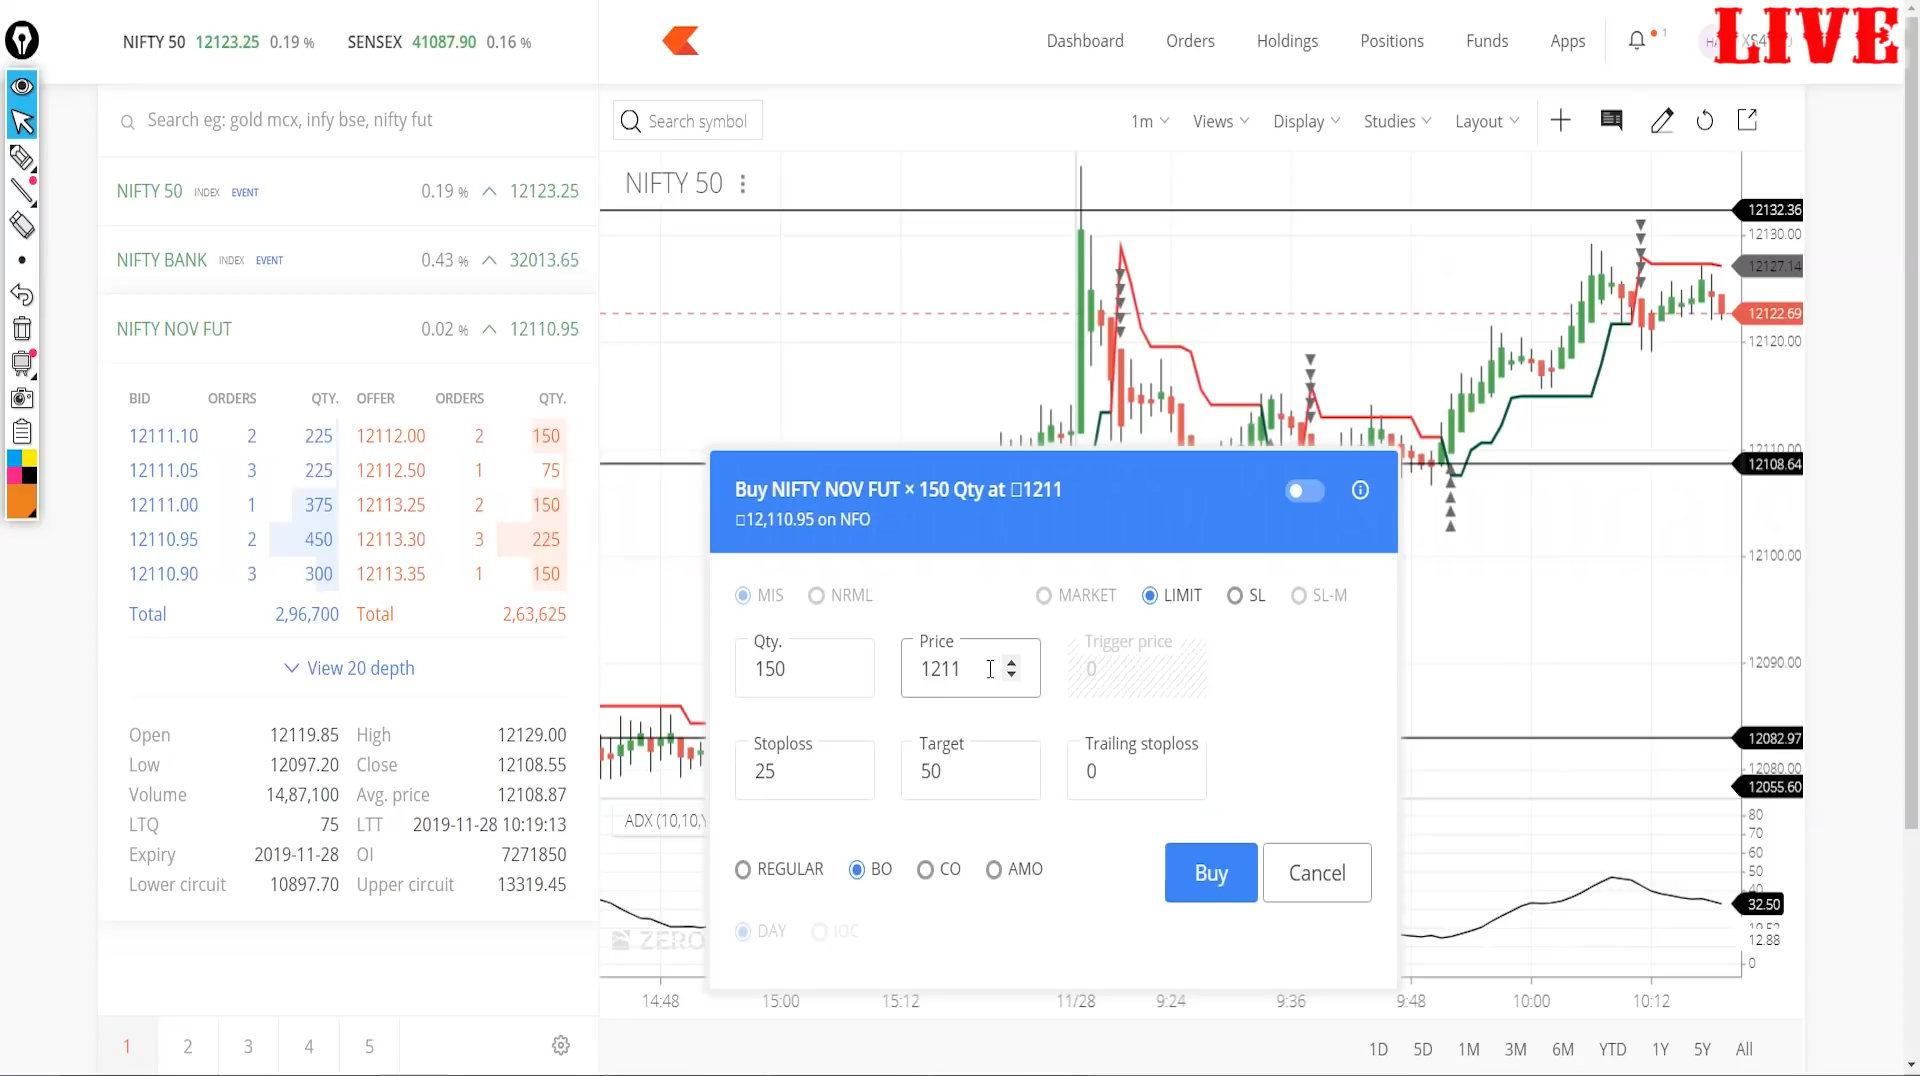 NIFTY 50 12123.25 0.19 % SENSEX 41087.90 0.16 %
Dashboard Orders Holdings Positions Funds Apps 1
LIVE
Search eg: gold mcx, infy bse, nifty fut
NIFTY 50 INDEX EVENT 0.19 % 12123.25
NIFTY BANK INDEX EVENT 0.43 % 32013.65
NIFTY NOV FUT 0.02 % 12110.95
BID ORDERS QTY. OFFER ORDERS QTY.
12111.10 2 225 12112.00 2 150
12111.05 3 225 12112.50 1 75
12111.00 1 375 12113.25 2 150
12110.95 2 450 12113.30 3 225
12110.90 3 300 12113.35 1 150
Total 2,96,700 Total 2,63,625
View 20 depth
Open 12119.85 High 12129.00
Low 12097.20 Close 12108.55
Volume 14,87,100 Avg. price 12108.87
LTQ 75 LTT 2019-11-28 10:19:13
Expiry 2019-11-28 OI 7271850
Lower circuit 10897.70 Upper circuit 13319.45
1 2 3 4 5
Search symbol
1m Views Display Studies Layout
NIFTY 50
12132.36
12130.00
12127.14
12122.69
12120.00
12110.00
12108.64
12100.00
12090.00
12082.97
12080.00
12055.60
Buy NIFTY NOV FUT × 150 Qty at 1211
12,110.95 on NFO
MIS NRML MARKET LIMIT SL SL-M
Qty. Price Trigger price
150 1211 0
Stoploss Target Trailing stoploss
25 50 0
REGULAR BO CO AMO
Buy Cancel
DAY IOC
ADX (10,10,
ZERO
80
70
60
50
40
32.50
12.88
0
14:48 15:00 15:12 11/28 9:24 9:36 9:48 10:00 10:12
1D 5D 1M 3M 6M YTD 1Y 5Y All